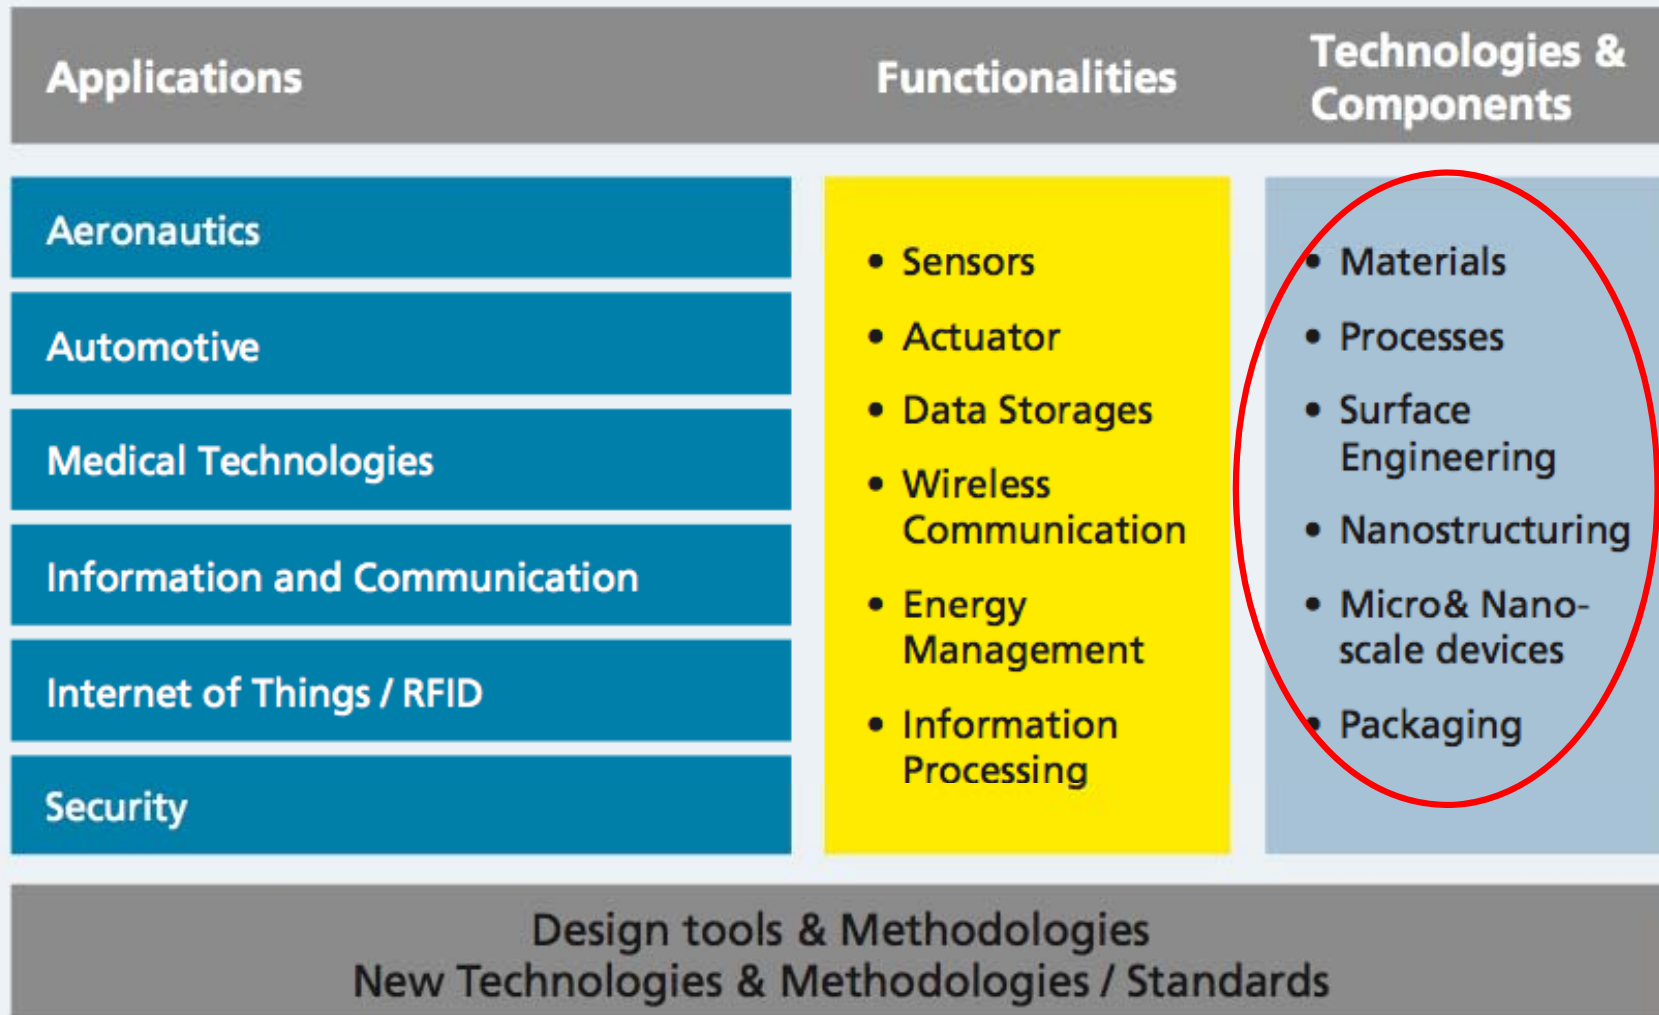 Applications
Functionalities
Technologies &
Components
Aeronautics
Automotive
Medical Technologies
Information and Communication
Internet of Things / RFID
Security
• Sensors
• Actuator
• Data Storages
• Wireless
Communication
• Energy
Management
• Information
Processing
• Materials
• Processes
• Surface
Engineering
• Nanostructuring
• Micro& Nano-
scale devices
• Packaging
Design tools & Methodologies
New Technologies & Methodologies / Standards